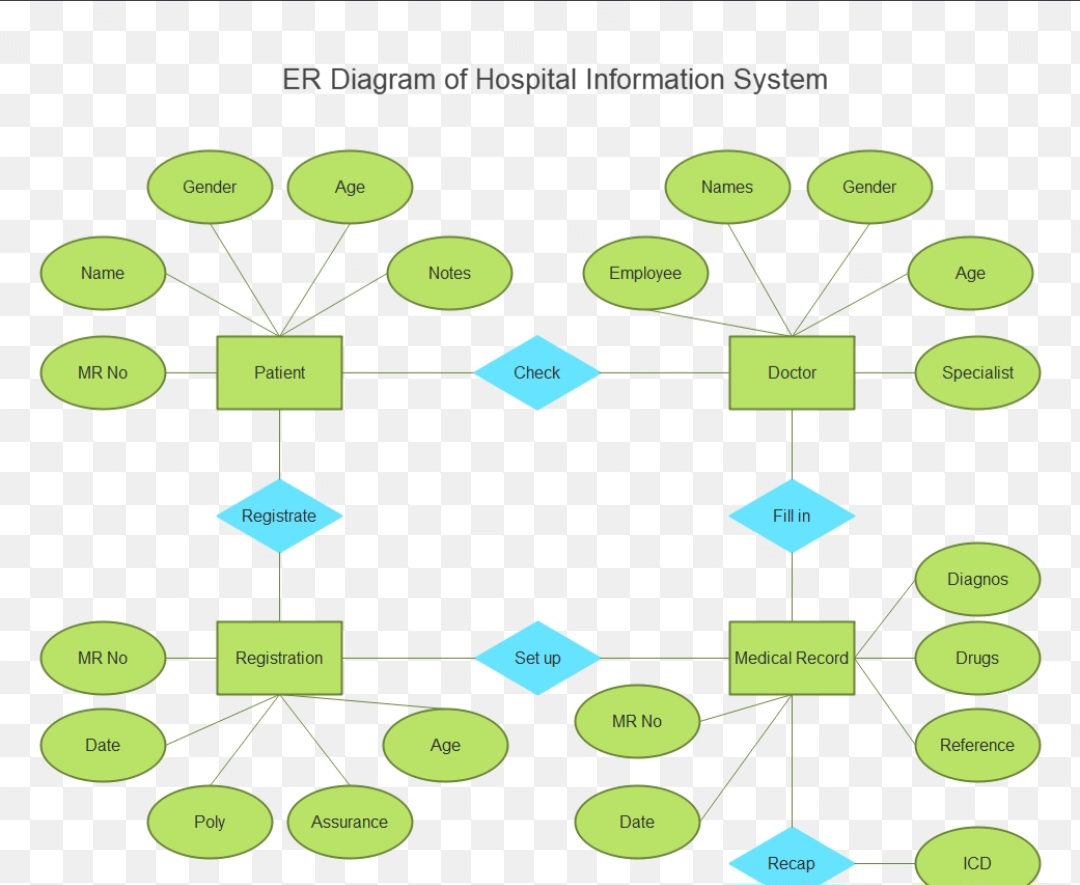 ER Diagram of Hospital Information System
Gender
Age
Names
Gender
Name
Notes
Employee
Age
MR No
Patient
Check
Doctor
Specialist
Registrate
Fill in
Diagnos
MR No
Registration
Set up
Medical Record
Drugs
MR No
Date
Age
Reference
Poly
Assurance
Date
Recap
ICD